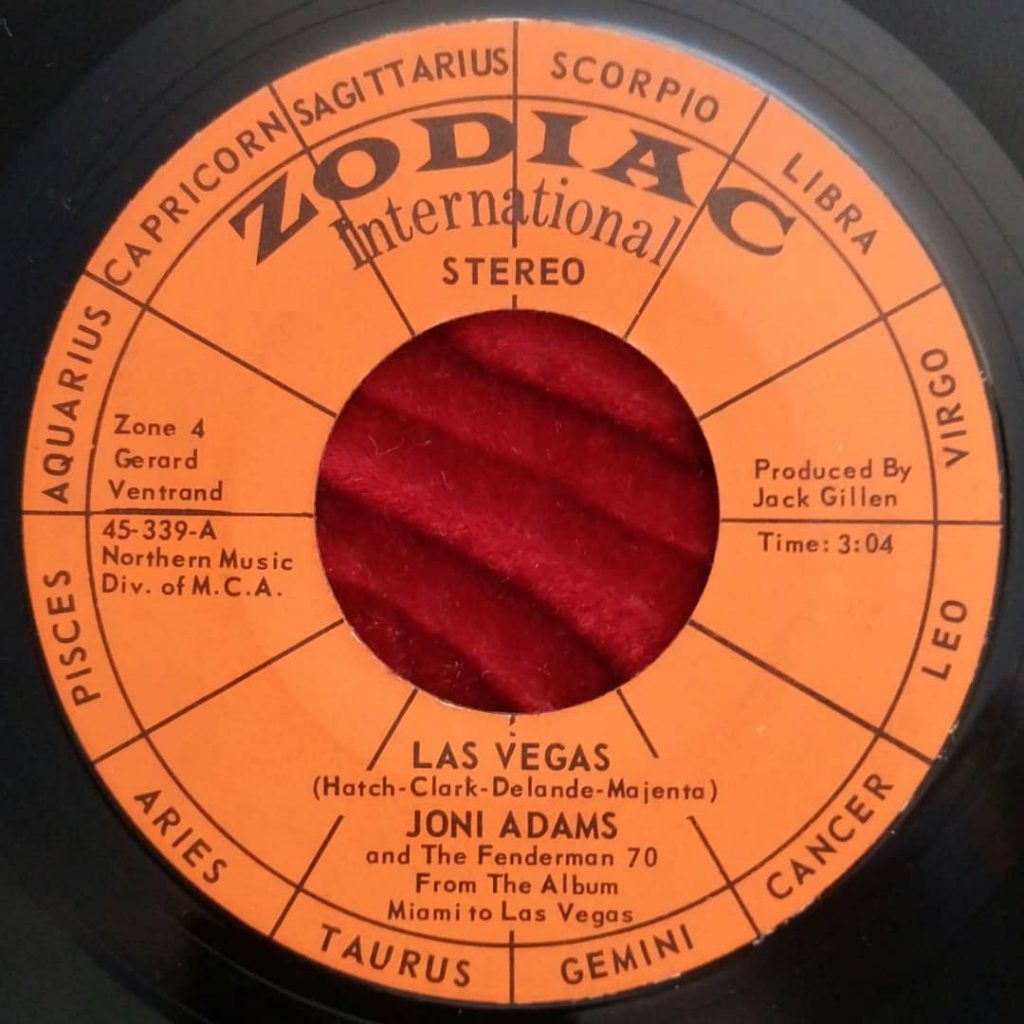 SAGITTARIUS
SCORPIO
LIBRA
VIRGO
LEO
CANCER
GEMINI
TAURUS
ARIES
PISCES
AQUARIUS
CAPRICORN
ZODIAC
International
STEREO
Zone 4
Gerard
Ventrand
45-339-A
Northern Music
Div. of M.C.A.
Produced By
Jack Gillen
Time: 3:04
LAS VEGAS
(Hatch-Clark-Delande-Majenta)
JONI ADAMS
and The Fenderman 70
From The Album
Miami to Las Vegas